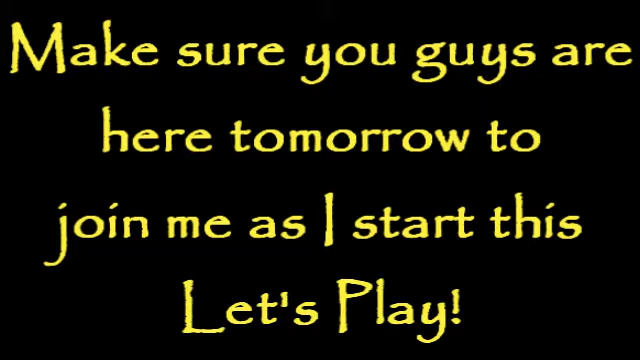 Make sure you guys are
here tomorrow to
join me as I start this
Let's Play!